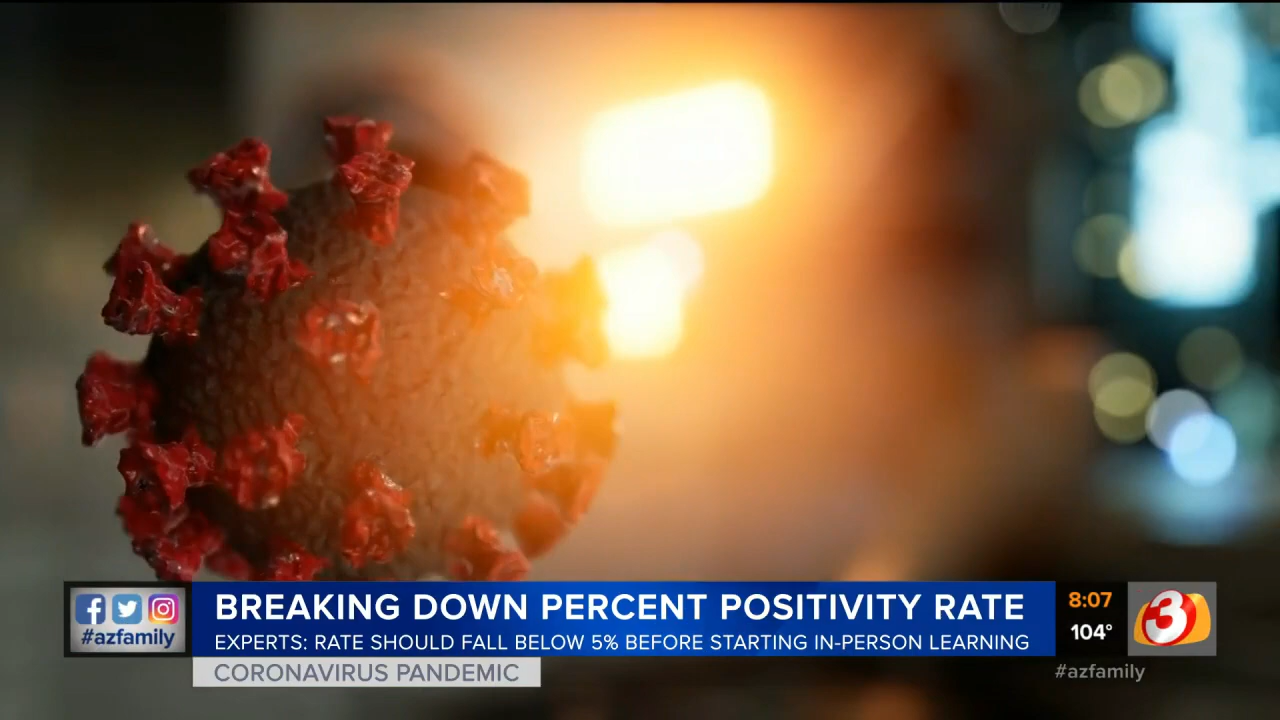 BREAKING DOWN PERCENT POSITIVITY RATE
EXPERTS: RATE SHOULD FALL BELOW 5% BEFORE STARTING IN-PERSON LEARNING
CORONAVIRUS PANDEMIC
#azfamily
8:07
104°
3
#azfamily